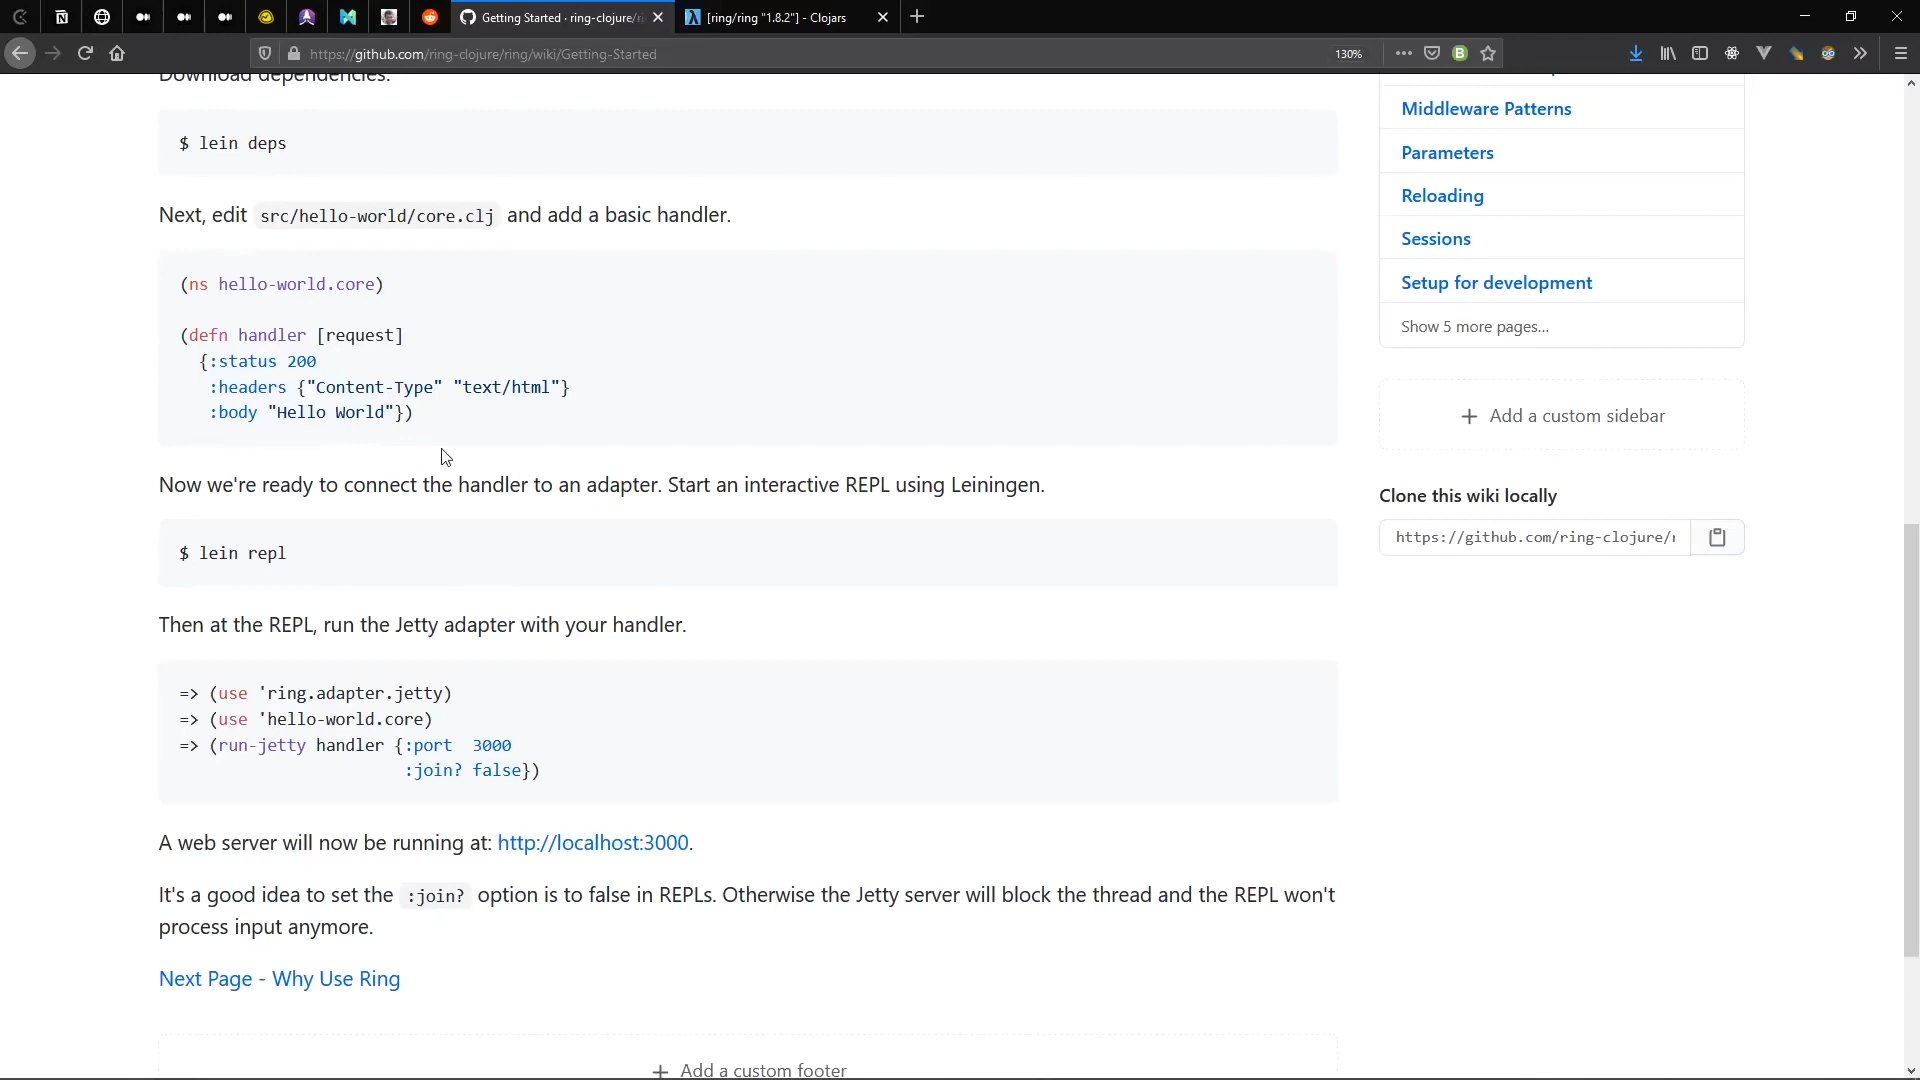 Getting Started · ring-clojure/ri
[ring/ring "1.8.2"] - Clojars
https://github.com/ring-clojure/ring/wiki/Getting-Started
130%
Download dependencies:
$ lein deps
Next, edit src/hello-world/core.clj and add a basic handler.
(ns hello-world.core)
(defn handler [request]
{:status 200
:headers {"Content-Type" "text/html"}
:body "Hello World"})
Now we're ready to connect the handler to an adapter. Start an interactive REPL using Leiningen.
$ lein repl
Then at the REPL, run the Jetty adapter with your handler.
=> (use 'ring.adapter.jetty)
=> (use 'hello-world.core)
=> (run-jetty handler {:port 3000
:join? false})
A web server will now be running at: http://localhost:3000.
It's a good idea to set the :join? option is to false in REPLs. Otherwise the Jetty server will block the thread and the REPL won't
process input anymore.
Next Page - Why Use Ring
+ Add a custom footer
Middleware Patterns
Parameters
Reloading
Sessions
Setup for development
Show 5 more pages...
+ Add a custom sidebar
Clone this wiki locally
https://github.com/ring-clojure/r